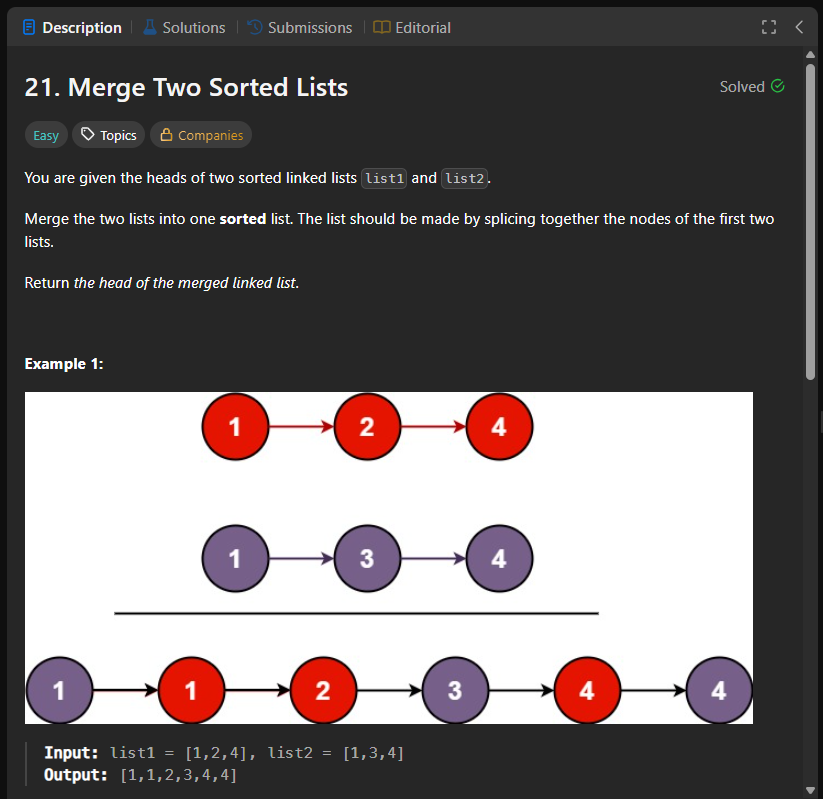 Description Solutions Submissions Editorial
21. Merge Two Sorted Lists
Solved
Easy Topics Companies
You are given the heads of two sorted linked lists list1 and list2.
Merge the two lists into one sorted list. The list should be made by splicing together the nodes of the first two
lists.
Return the head of the merged linked list.
Example 1:
1 2 4
1 3 4
1 1 2 3 4 4
Input: list1 = [1,2,4], list2 = [1,3,4]
Output: [1,1,2,3,4,4]